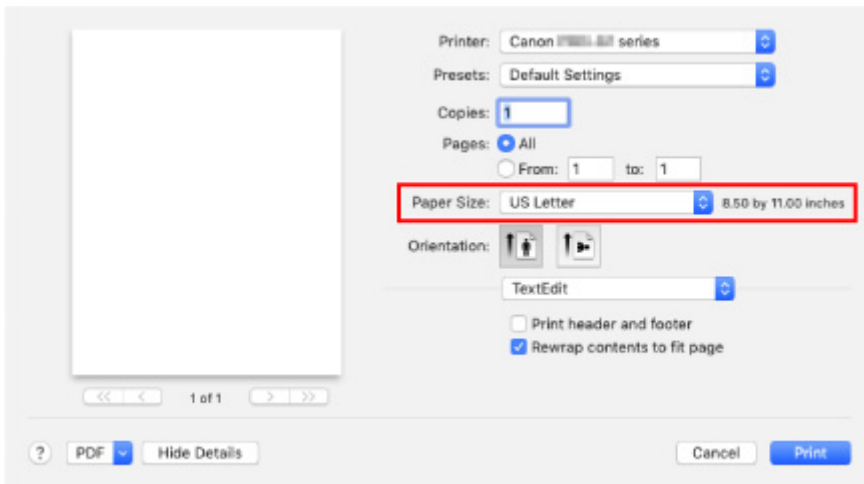 Printer: Canon series
Presets: Default Settings
Copies: 1
Pages: All
From: 1 to: 1
Paper Size: US Letter 8.50 by 11.00 inches
Orientation:
TextEdit
Print header and footer
Rewrap contents to fit page
<< < 1 of 1 > >>
? PDF Hide Details Cancel Print